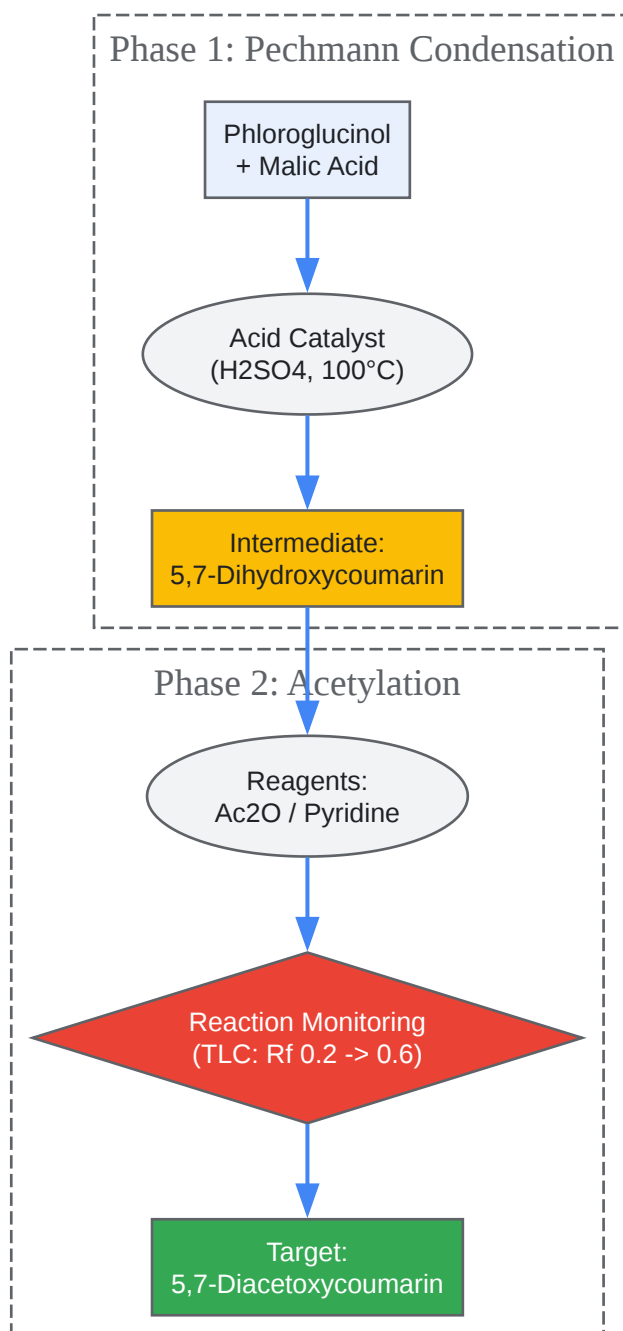 Phase 1: Pechmann Condensation
Phloroglucinol
+ Malic Acid
Acid Catalyst
(H2SO4, 100°C)
Intermediate:
5,7-Dihydroxycoumarin
Phase 2: Acetylation
Reagents:
Ac2O / Pyridine
Reaction Monitoring
(TLC: Rf 0.2 -> 0.6)
Target:
5,7-Diacetoxycoumarin